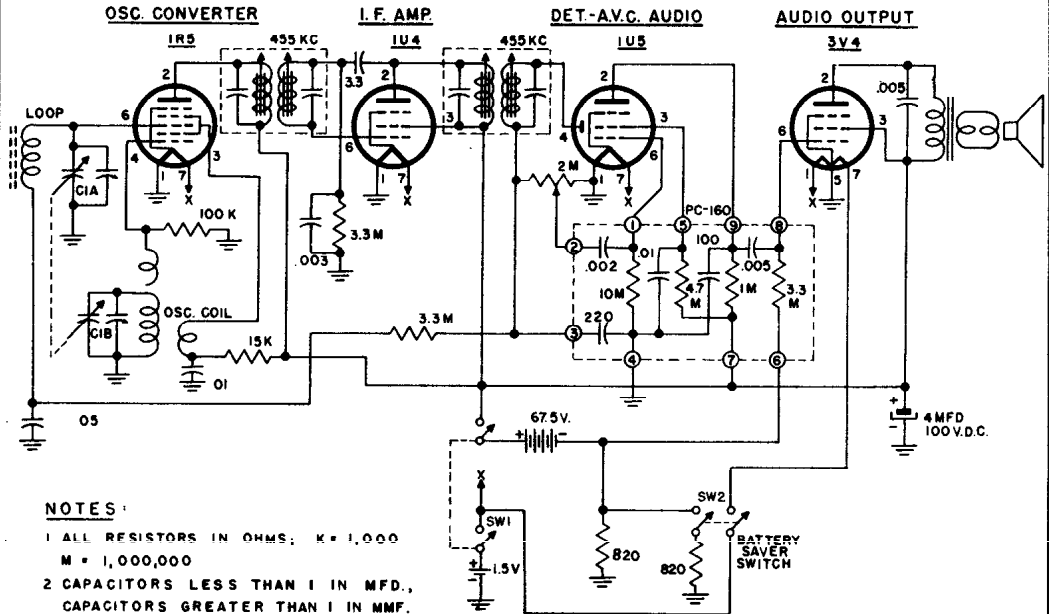 OSC. CONVERTER
I.F. AMP.
DET.-A.V.C. AUDIO
AUDIO OUTPUT
1R5
455 KC
1U4
455KC
1U5
3V4
2
3.3
2
2
2
.005
LOOP
6
4
3
1
7
X
6
3
1
7
X
4
3
6
1
7
X
8
3
1
5
7
X
C1A
100 K
.003
3.3 M
2M
PC-160
1
5
9
8
2
.002
.01
100
.005
10M
4.7 M
1M
3.3 M
C1B
OSC. COIL
15K
3.3M
3
220
4
7
6
01
05
67.5V.
+
-
+
-
4 MFD
100 V.D.C.
X
SW1
+
-
1.5V
820
820
SW2
BATTERY
SAVER
SWITCH
NOTES:
1 ALL RESISTORS IN OHMS; K = 1,000
M = 1,000,000
2 CAPACITORS LESS THAN 1 IN MFD.,
CAPACITORS GREATER THAN 1 IN MMF.